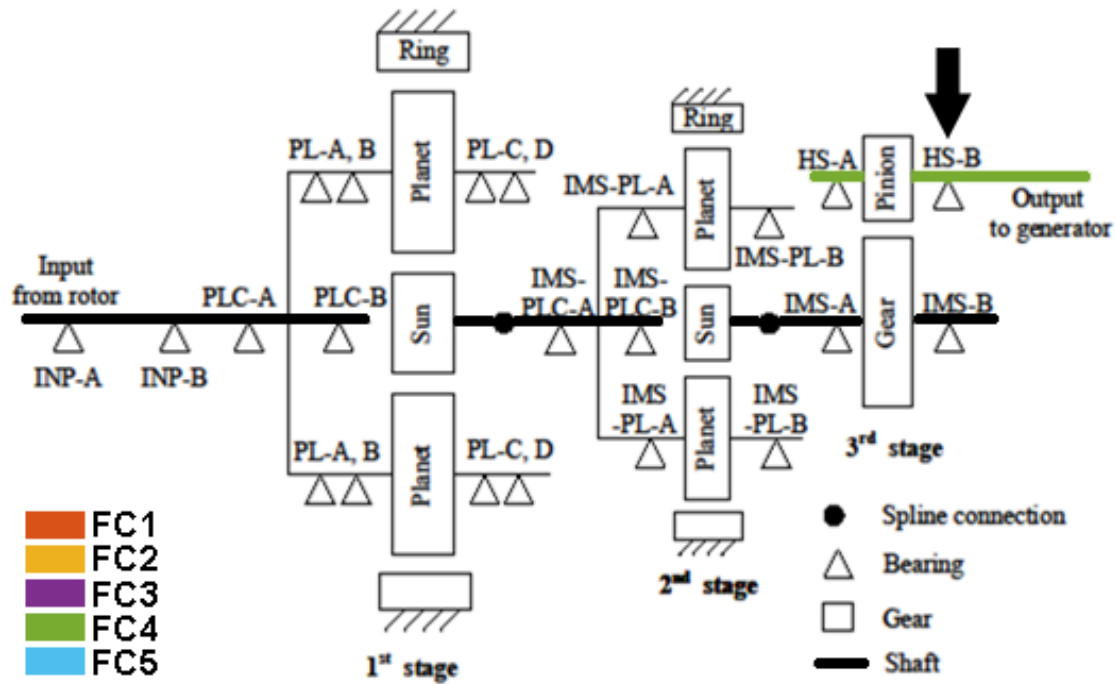 Ring
PL-A, B
Planet
PL-C, D
Ring
IMS-PL-A
Planet
IMS-PL-B
HS-A
Pinion
HS-B
Output
to generator
Input
from rotor
PLC-A
PLC-B
Sun
IMS-
PLC-A
IMS-
PLC-B
Sun
IMS-A
Gear
IMS-B
INP-A
INP-B
PL-A, B
Planet
PL-C, D
IMS
-PL-A
Planet
IMS
-PL-B
3rd stage
2nd stage
1st stage
FC1
FC2
FC3
FC4
FC5
Spline connection
Bearing
Gear
Shaft